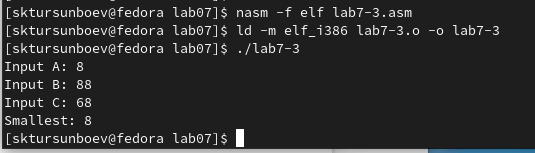 [sktursunboev@fedora lab07]$ nasm -f elf lab7-3.asm
[sktursunboev@fedora lab07]$ ld -m elf_i386 lab7-3.o -o lab7-3
[sktursunboev@fedora lab07]$ ./lab7-3
Input A: 8
Input B: 88
Input C: 68
Smallest: 8
[sktursunboev@fedora lab07]$